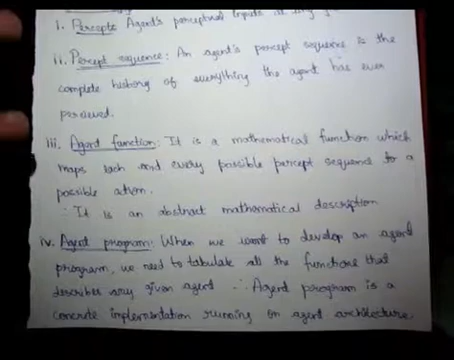 i. Percepts Agent's perceptual inputs at any
ii. Percept sequence: An agent's percept sequence is the
complete history of everything the agent has ever
perceived.
iii. Agent function: It is a mathematical function which
maps each and every possible percept sequence to a
possible action.
∴ It is an abstract mathematical description
iv. Agent program: When we want to develop an agent
program, we need to tabulate all the functions that
describes any given agent ∴ Agent program is a
concrete implementation running on agent architecture.